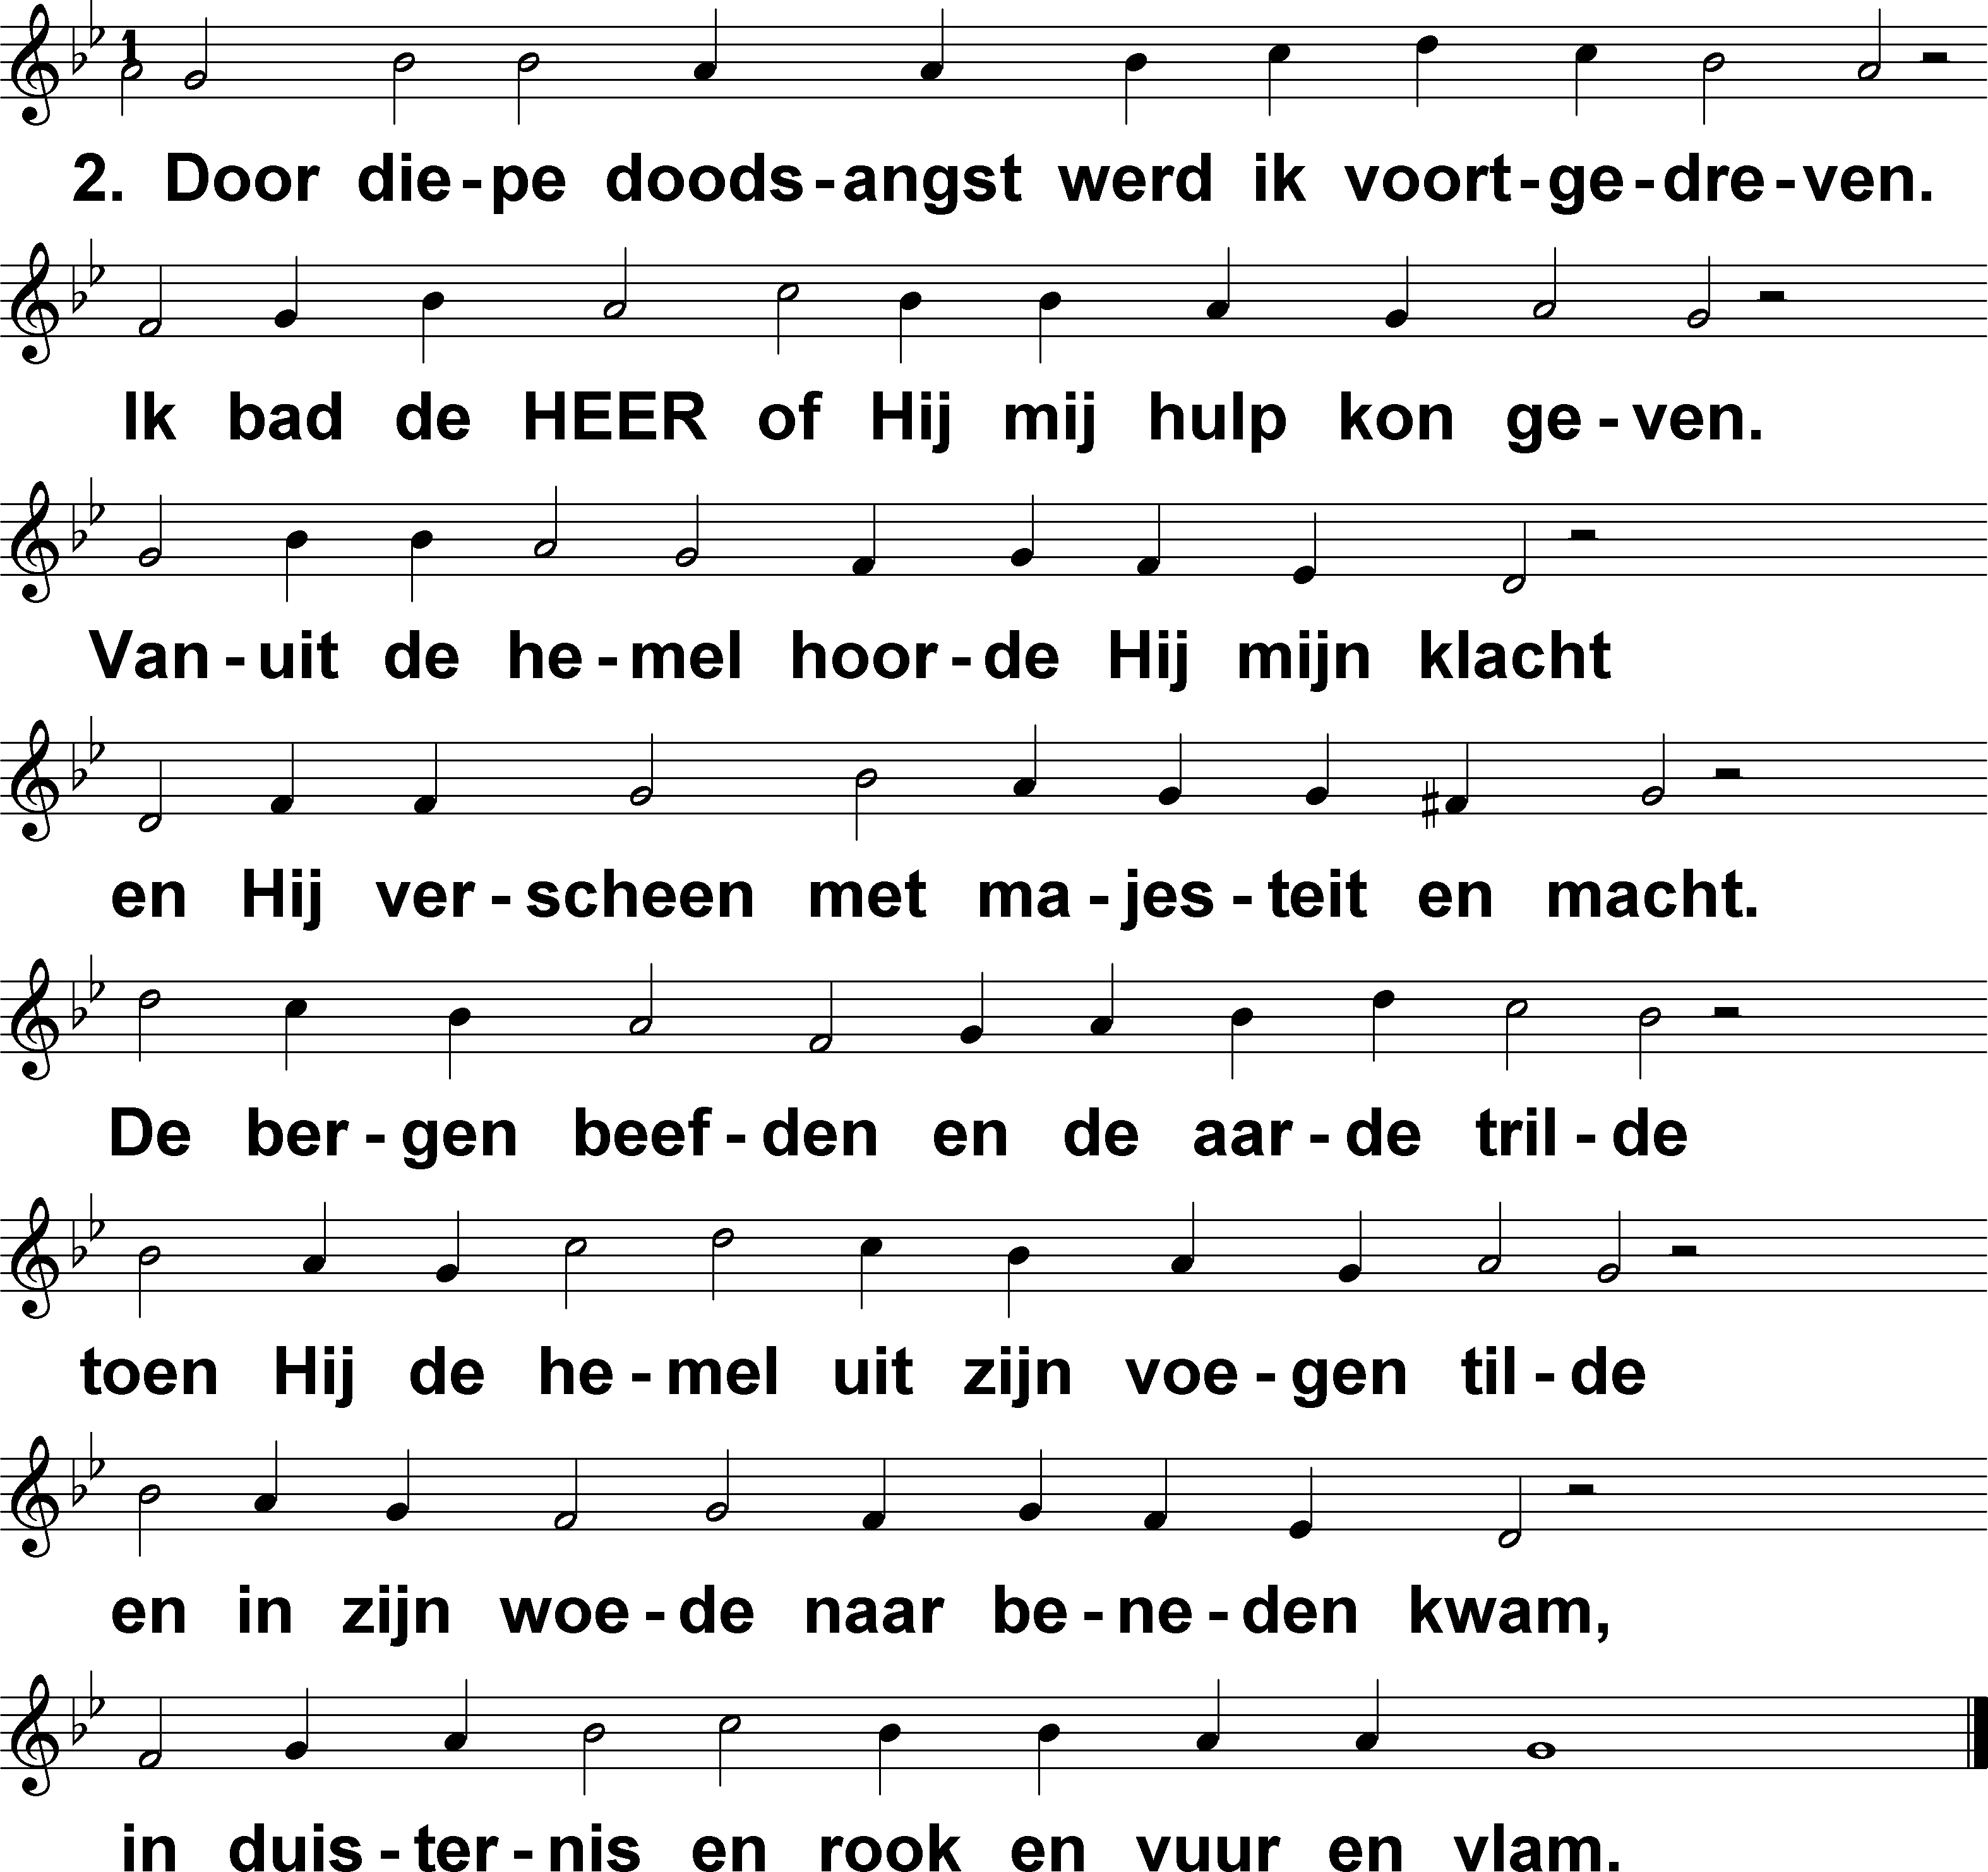 1
2. Door die-pe doods-angst werd ik voort-ge-dre-ven.
Ik bad de HEER of Hij mij hulp kon ge-ven.
Van-uit de he-mel hoor-de Hij mijn klacht
en Hij ver-scheen met ma-jes-teit en macht.
De ber-gen beef-den en de aar-de tril-de
toen Hij de he-mel uit zijn voe-gen til-de
en in zijn woe-de naar be-ne-den kwam,
in duis-ter-nis en rook en vuur en vlam.